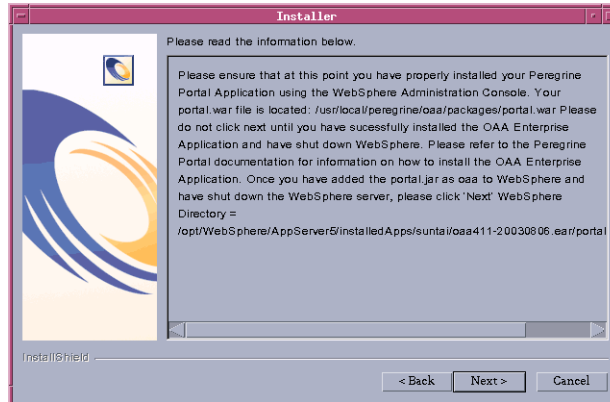 Installer
Please read the information below.
Please ensure that at this point you have properly installed your Peregrine
Portal Application using the WebSphere Administration Console. Your
portal.war file is located: /usr/local/peregrine/oaa/packages/portal.war Please
do not click next until you have sucessfully installed the OAA Enterprise
Application and have shut down WebSphere. Please refer to the Peregrine
Portal documentation for information on how to install the OAA Enterprise
Application. Once you have added the portal.jar as oaa to WebSphere and
have shut down the WebSphere server, please click 'Next' WebSphere
Directory =
/opt/WebSphere/AppServer5/installedApps/suntai/oaa411-20030806.ear/portal
InstallShield
< Back
Next >
Cancel